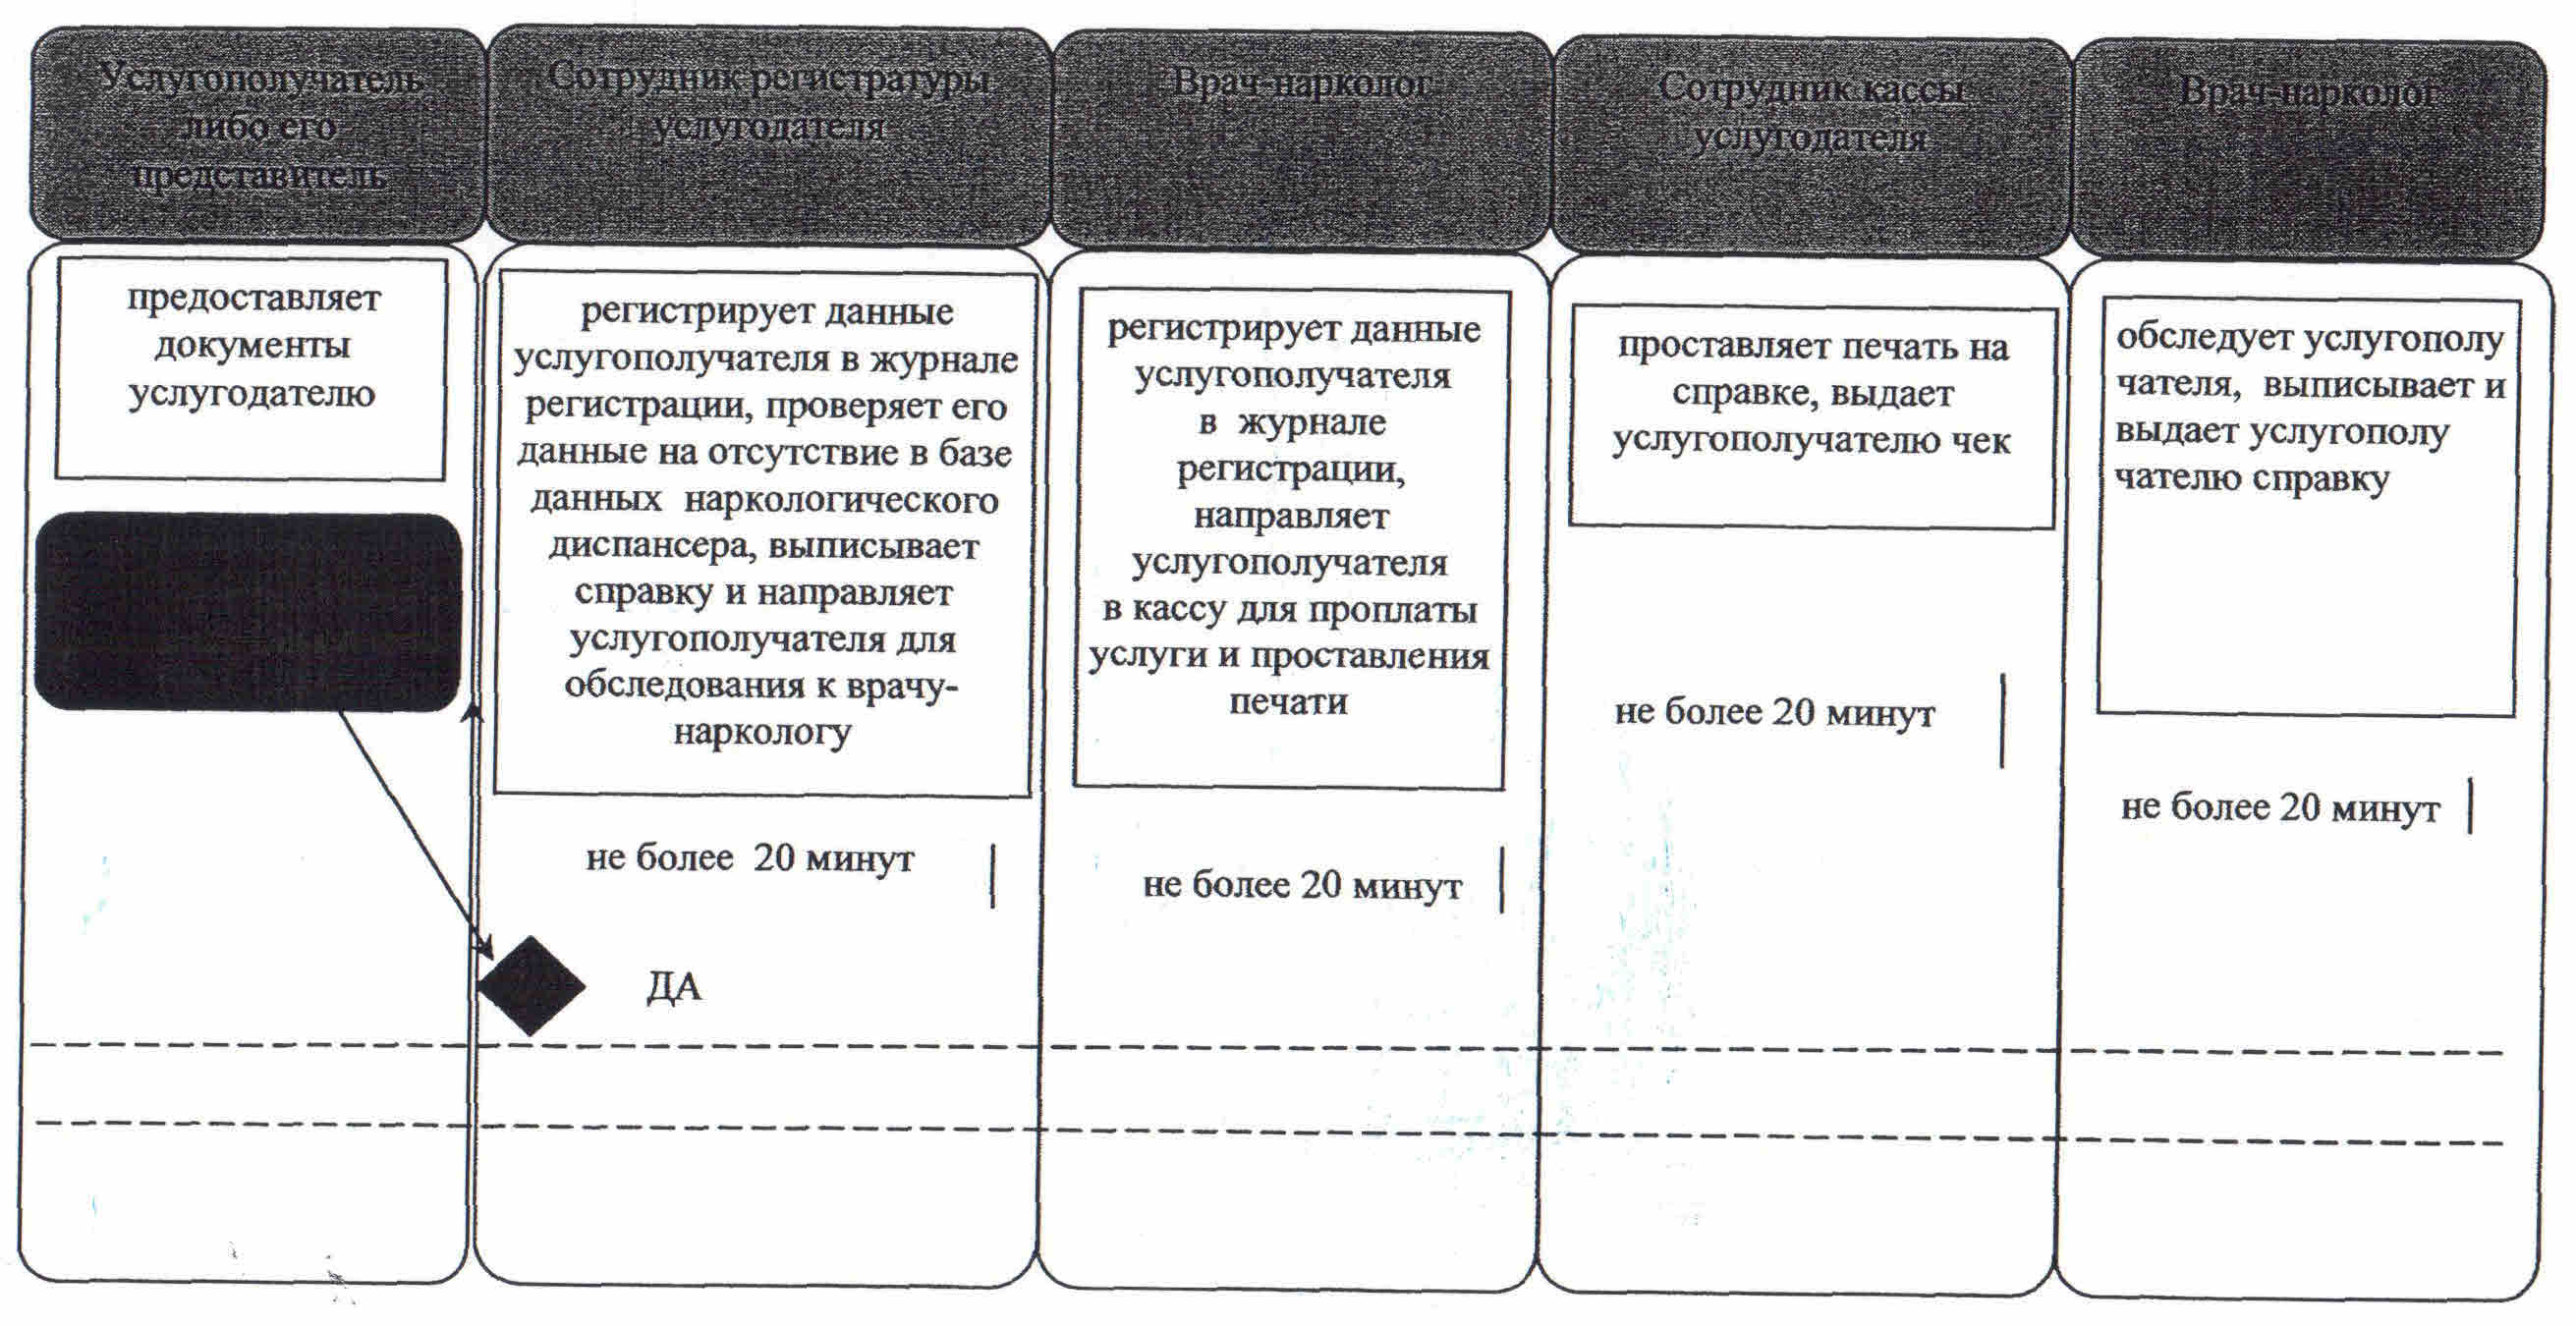 Услугополучатель
либо его
представитель
Сотрудник регистратуры
услугодателя
Врач-нарколог
Сотрудник кассы
услугодателя
Врач-нарколог
предоставляет
документы
услугодателю
регистрирует данные
услугополучателя в журнале
регистрации, проверяет его
данные на отсутствие в базе
данных наркологического
диспансера, выписывает
справку и направляет
услугополучателя для
обследования к врачу-
наркологу
не более 20 минут
ДА
регистрирует данные
услугополучателя
в журнале
регистрации,
направляет
услугополучателя
в кассу для проплаты
услуги и проставления
печати
не более 20 минут
проставляет печать на
справке, выдает
услугополучателю чек
не более 20 минут
обследует услугополу
чателя, выписывает и
выдает услугополу
чателю справку
не более 20 минут